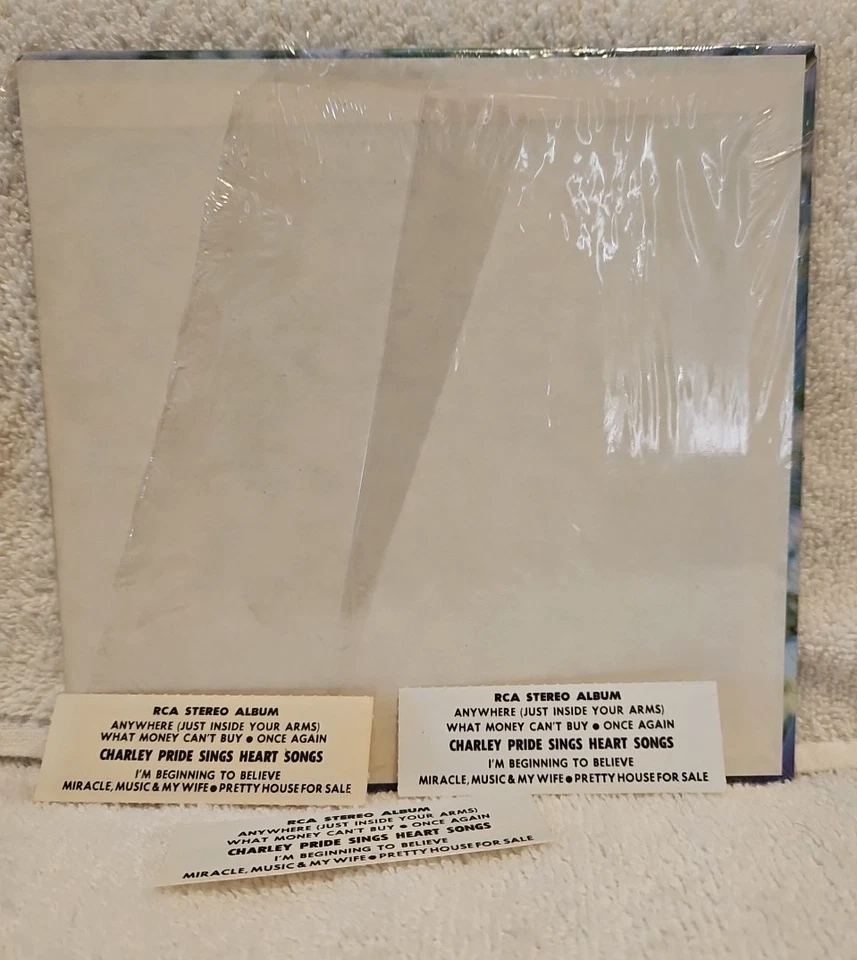 RCA STEREO ALBUM
ANYWHERE (JUST INSIDE YOUR ARMS)
WHAT MONEY CAN'T BUY ● ONCE AGAIN
CHARLEY PRIDE SINGS HEART SONGS
I'M BEGINNING TO BELIEVE
MIRACLE, MUSIC & MY WIFE ● PRETTY HOUSE FOR SALE
RCA STEREO ALBUM
ANYWHERE (JUST INSIDE YOUR ARMS)
WHAT MONEY CAN'T BUY ● ONCE AGAIN
CHARLEY PRIDE SINGS HEART SONGS
I'M BEGINNING TO BELIEVE
MIRACLE, MUSIC & MY WIFE ● PRETTY HOUSE FOR SALE
RCA STEREO ALBUM
ANYWHERE (JUST INSIDE YOUR ARMS)
WHAT MONEY CAN'T BUY ● ONCE AGAIN
CHARLEY PRIDE SINGS HEART SONGS
I'M BEGINNING TO BELIEVE
MIRACLE, MUSIC & MY WIFE ● PRETTY HOUSE FOR SALE